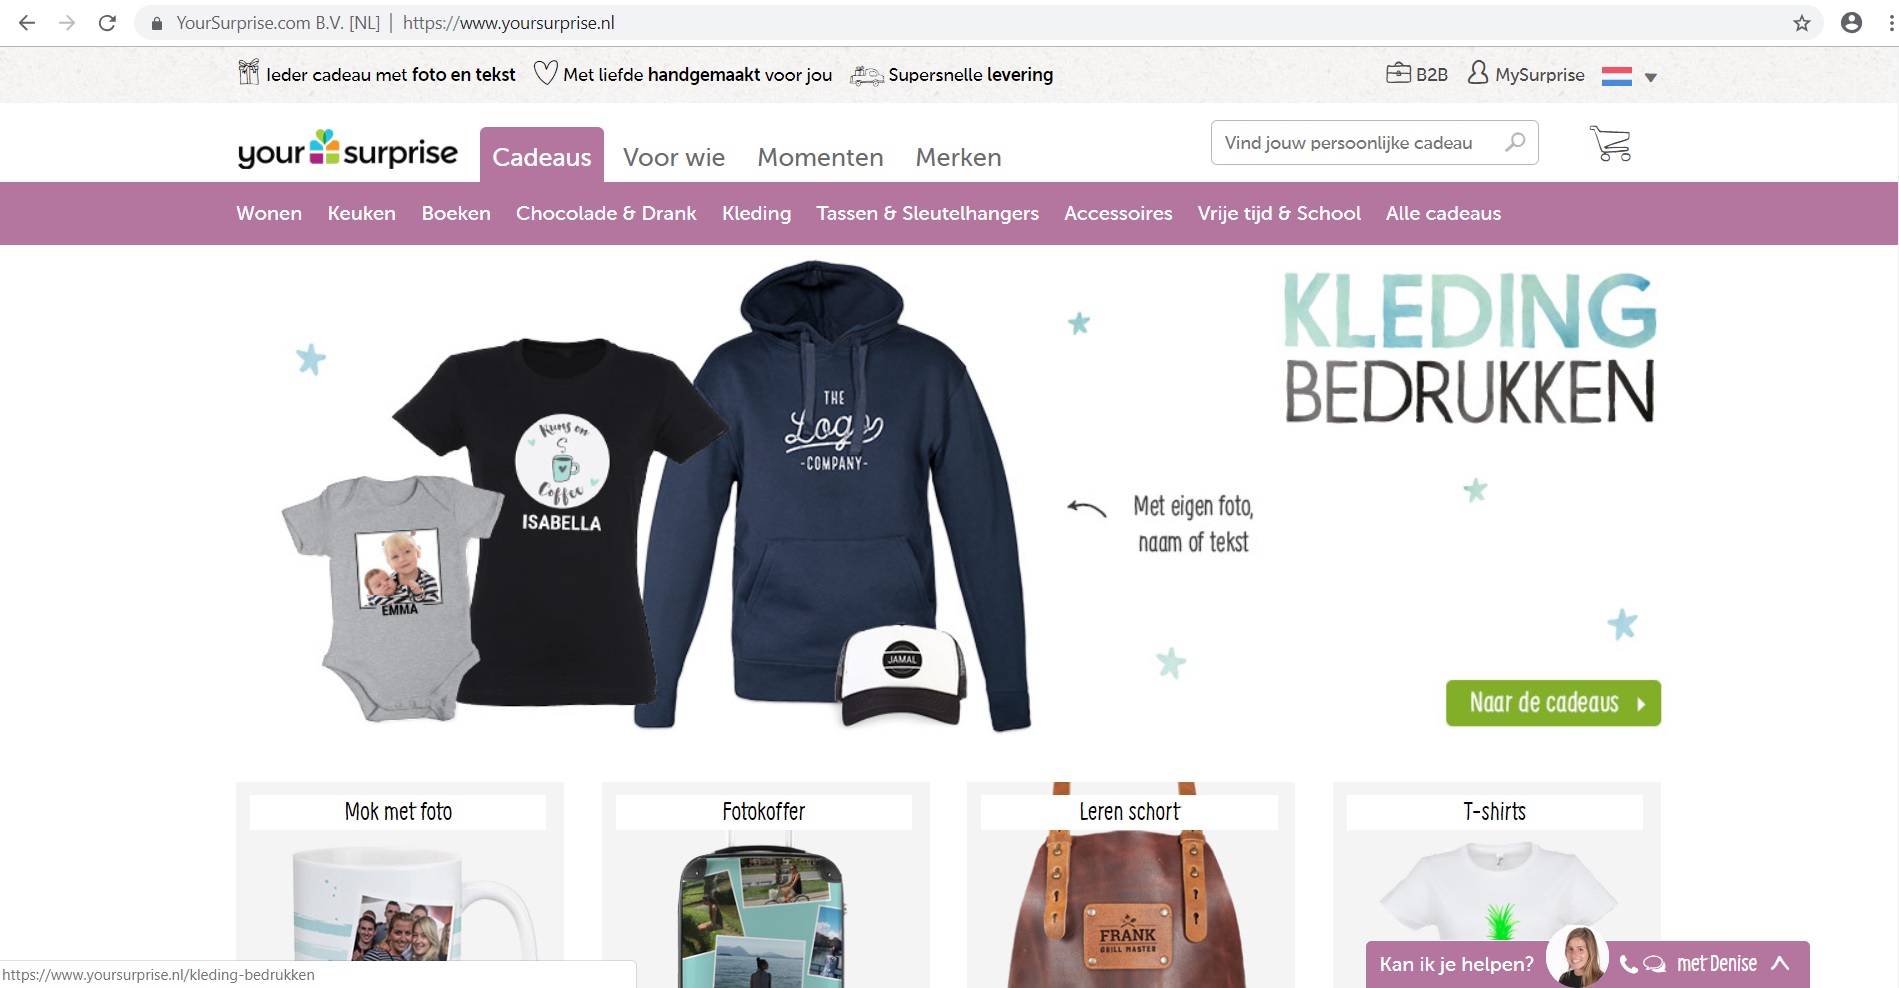 YourSurprise.com B.V. [NL] | https://www.yoursurprise.nl
Ieder cadeau met foto en tekst
Met liefde handgemaakt voor jou
Supersnelle levering
B2B
MySurprise
yoursurprise
Cadeaus
Voor wie
Momenten
Merken
Vind jouw persoonlijke cadeau
Wonen
Keuken
Boeken
Chocolade & Drank
Kleding
Tassen & Sleutelhangers
Accessoires
Vrije tijd & School
Alle cadeaus
KLEDING
BEDRUKKEN
THE
Logo
-COMPANY-
Runs on
Coffee
ISABELLA
EMMA
JAMAL
Met eigen foto,
naam of tekst
Naar de cadeaus
Mok met foto
Fotokoffer
Leren schort
T-shirts
FRANK
GRILL MASTER
https://www.yoursurprise.nl/kleding-bedrukken
Kan ik je helpen?
met Denise